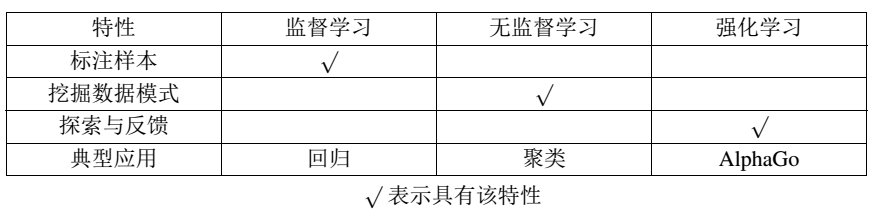 特性 监督学习 无监督学习 强化学习
标注样本 √
挖掘数据模式 √
探索与反馈 √
典型应用 回归 聚类 AlphaGo
√ 表示具有该特性